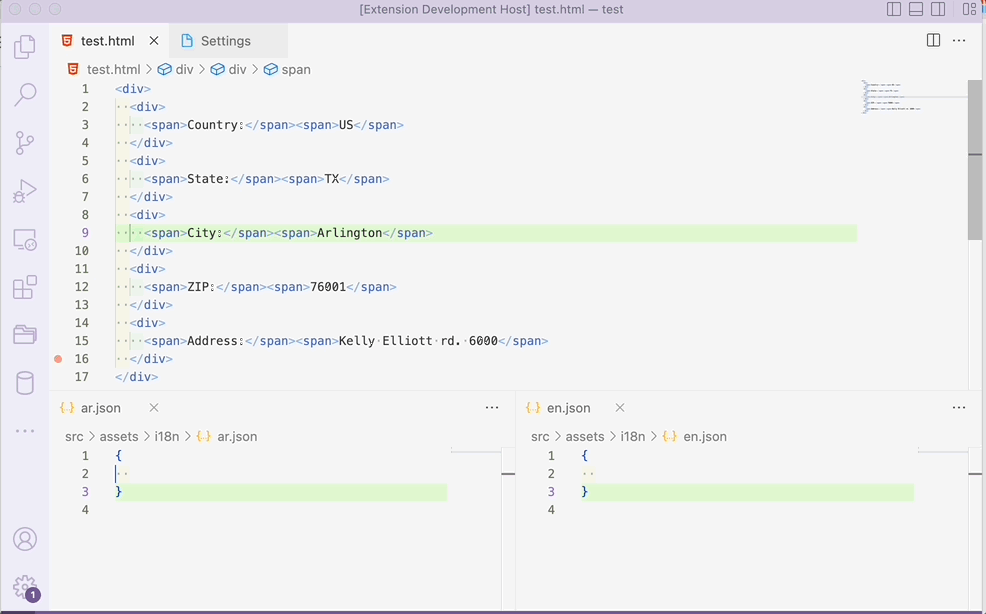 [Extension Development Host] test.html — test
test.html Settings
test.html > div > div > span
1 <div>
2 ··<div>
3 ····<span>Country:</span><span>US</span>
4 ··</div>
5 ··<div>
6 ····<span>State:</span><span>TX</span>
7 ··</div>
8 ··<div>
9 ····<span>City:</span><span>Arlington</span>
10 ··</div>
11 ··<div>
12 ····<span>ZIP:</span><span>76001</span>
13 ··</div>
14 ··<div>
15 ····<span>Address:</span><span>Kelly·Elliott·rd.·6000</span>
16 ··</div>
17 </div>
{..} ar.json
src > assets > i18n > {..} ar.json
1 {
2 ··
3 }
4
{..} en.json
src > assets > i18n > {..} en.json
1 {
2 ··
3 }
4
1